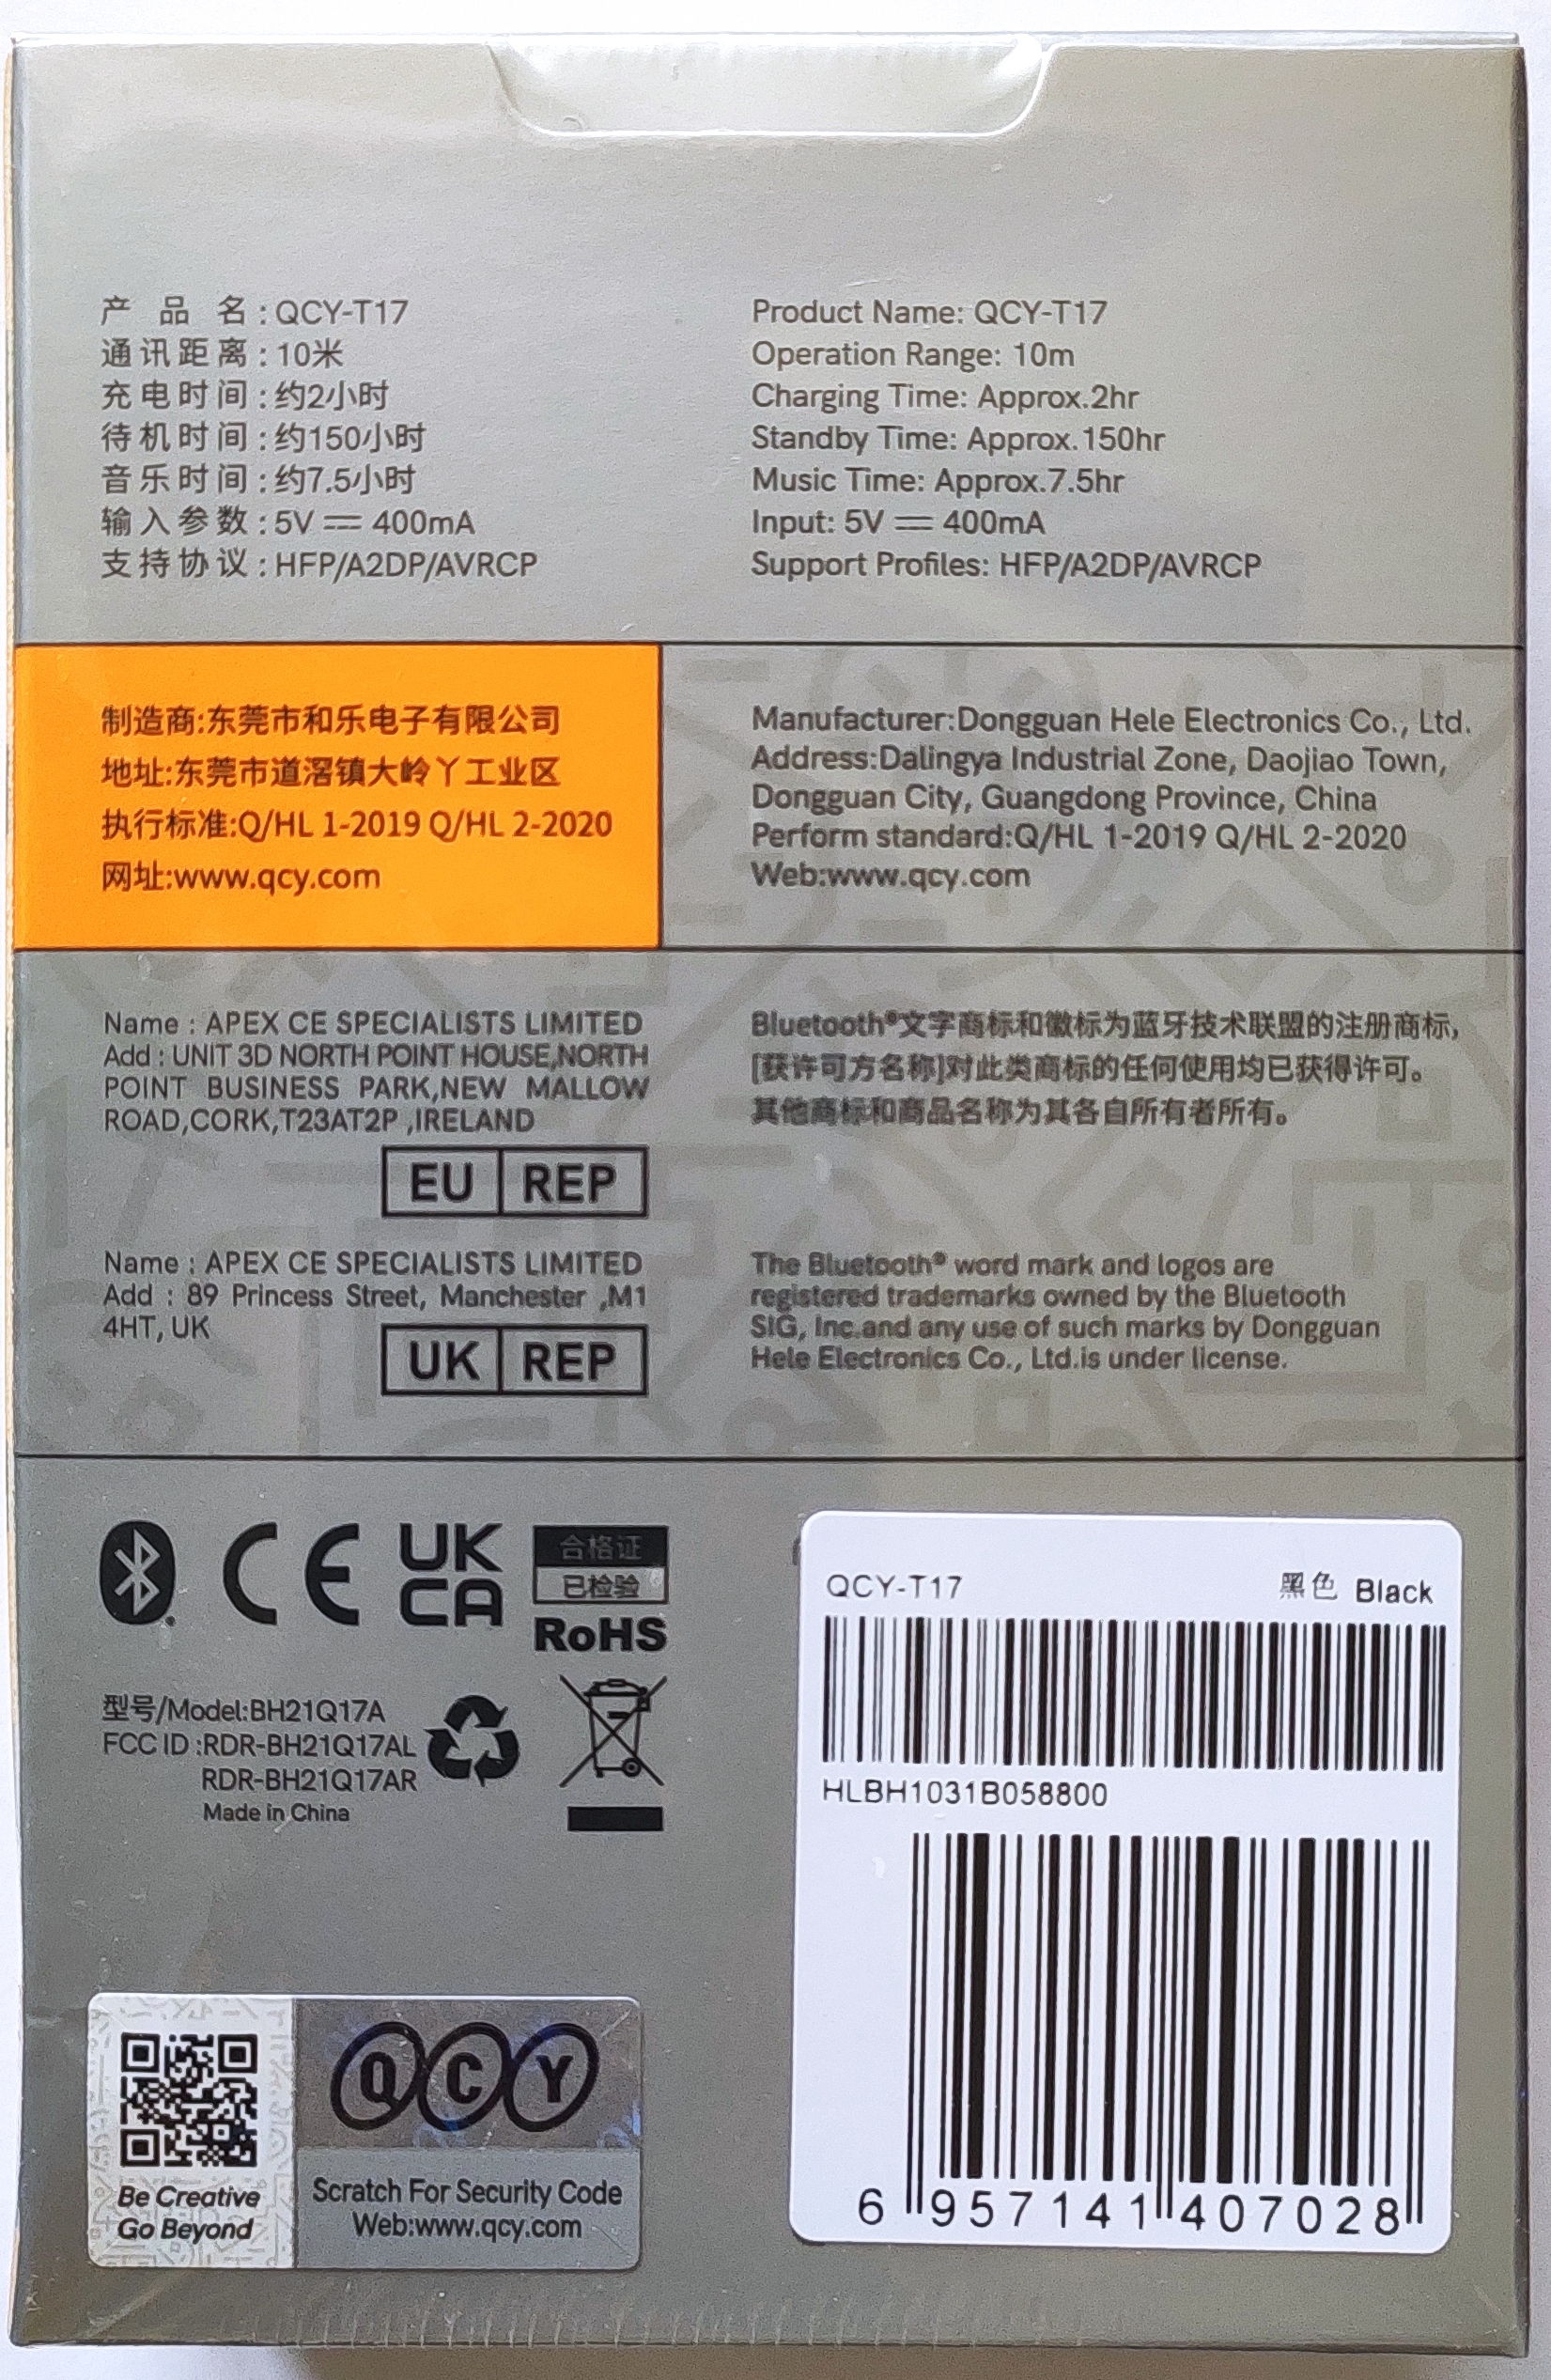 产品名:QCY-T17
通讯距离:10米
充电时间:约2小时
待机时间:约150小时
音乐时间:约7.5小时
输入参数:5V ⎓ 400mA
支持协议:HFP/A2DP/AVRCP
Product Name: QCY-T17
Operation Range: 10m
Charging Time: Approx.2hr
Standby Time: Approx.150hr
Music Time: Approx.7.5hr
Input: 5V ⎓ 400mA
Support Profiles: HFP/A2DP/AVRCP
制造商:东莞市和乐电子有限公司
地址:东莞市道滘镇大岭丫工业区
执行标准:Q/HL 1-2019 Q/HL 2-2020
网址:www.qcy.com
Manufacturer:Dongguan Hele Electronics Co., Ltd.
Address:Dalingya Industrial Zone, Daojiao Town,
Dongguan City, Guangdong Province, China
Perform standard:Q/HL 1-2019 Q/HL 2-2020
Web:www.qcy.com
Name : APEX CE SPECIALISTS LIMITED
Add : UNIT 3D NORTH POINT HOUSE,NORTH
POINT BUSINESS PARK,NEW MALLOW
ROAD,CORK,T23AT2P ,IRELAND
EU REP
Name : APEX CE SPECIALISTS LIMITED
Add : 89 Princess Street, Manchester ,M1
4HT, UK
UK REP
Bluetooth®文字商标和徽标为蓝牙技术联盟的注册商标,
[获许可方名称]对此类商标的任何使用均已获得许可。
其他商标和商品名称为其各自所有者所有。
The Bluetooth® word mark and logos are
registered trademarks owned by the Bluetooth
SIG, Inc.and any use of such marks by Dongguan
Hele Electronics Co., Ltd.is under license.
CE
UK
CA
合格证
已检验
RoHS
型号/Model:BH21Q17A
FCC ID :RDR-BH21Q17AL
RDR-BH21Q17AR
Made in China
QCY-T17 黑色 Black
HLBH1031B058800
6 957141 407028
Be Creative
Go Beyond
QCY
Scratch For Security Code
Web:www.qcy.com